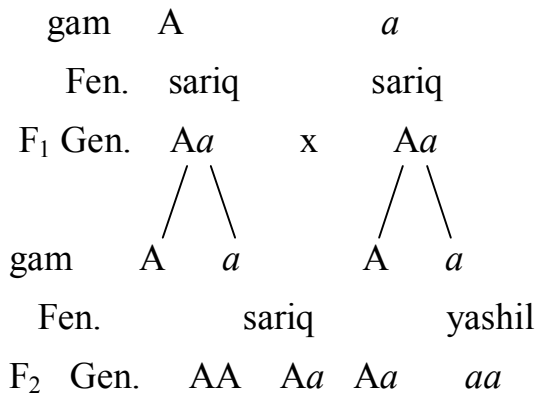 gam A a
Fen. sariq sariq
F₁ Gen. Aa x Aa
gam A a A a
Fen. sariq yashil
F₂ Gen. AA Aa Aa aa